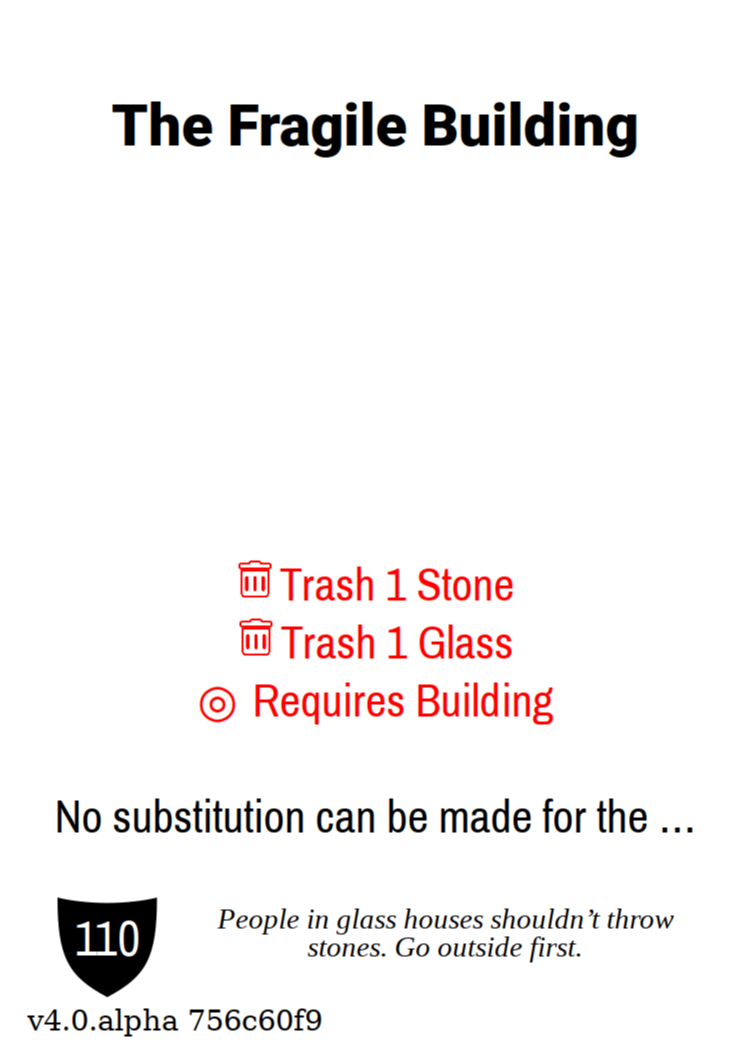 The Fragile Building
Trash 1 Stone
Trash 1 Glass
Requires Building
No substitution can be made for the ...
110
People in glass houses shouldn’t throw
stones. Go outside first.
v4.0.alpha 756c60f9